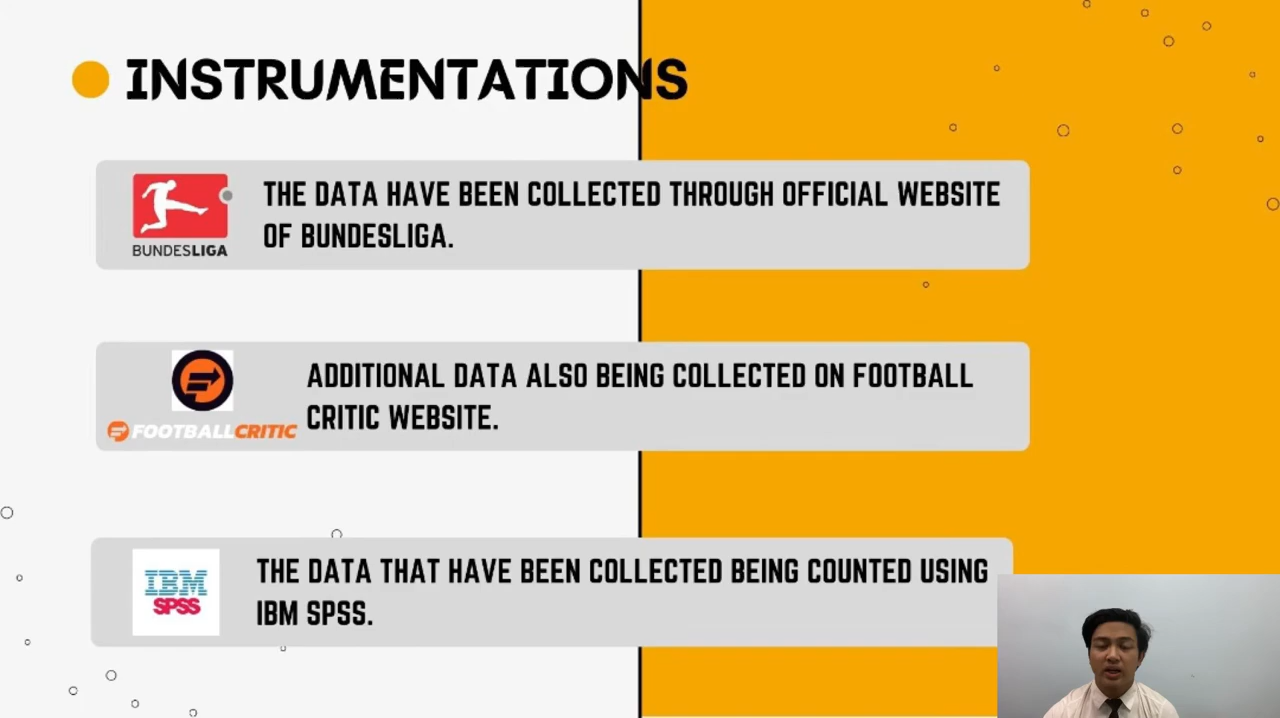 INSTRUMENTATIONS
THE DATA HAVE BEEN COLLECTED THROUGH OFFICIAL WEBSITE
OF BUNDESLIGA.
BUNDESLIGA
ADDITIONAL DATA ALSO BEING COLLECTED ON FOOTBALL
CRITIC WEBSITE.
FOOTBALLCRITIC
THE DATA THAT HAVE BEEN COLLECTED BEING COUNTED USING
IBM SPSS.
IBM
SPSS